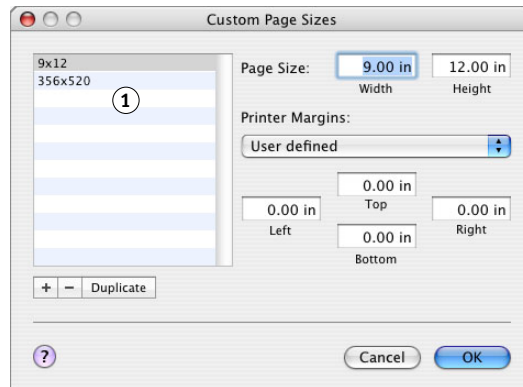 Custom Page Sizes
9x12
356x520
1
Page Size:
9.00 in
12.00 in
Width
Height
Printer Margins:
User defined
0.00 in
Top
0.00 in
0.00 in
Left
Right
0.00 in
Bottom
+ − Duplicate
?
Cancel
OK